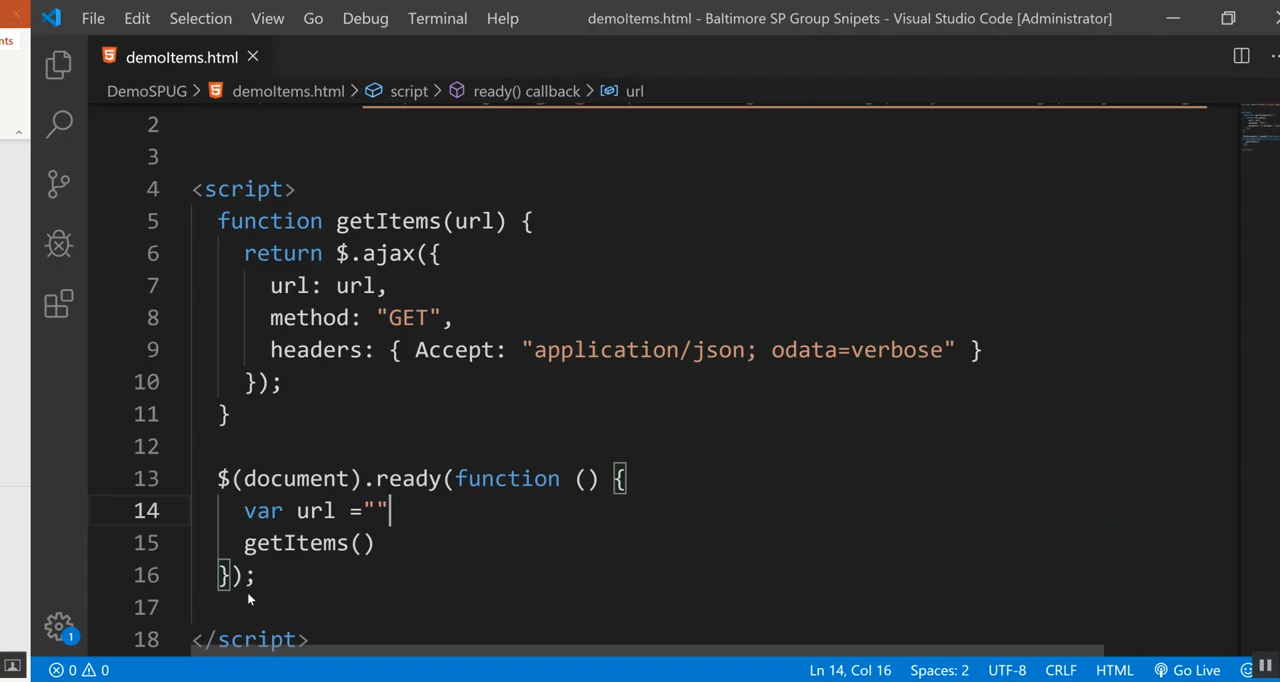 File Edit Selection View Go Debug Terminal Help demoItems.html - Baltimore SP Group Snipets - Visual Studio Code [Administrator]
nts
demoItems.html
DemoSPUG > demoItems.html > script > ready() callback > url
2
3
4 <script>
5 function getItems(url) {
6 return $.ajax({
7 url: url,
8 method: "GET",
9 headers: { Accept: "application/json; odata=verbose" }
10 });
11 }
12
13 $(document).ready(function () {
14 var url =""
15 getItems()
16 });
17
18 </script>
1
0 0 Ln 14, Col 16 Spaces: 2 UTF-8 CRLF HTML Go Live